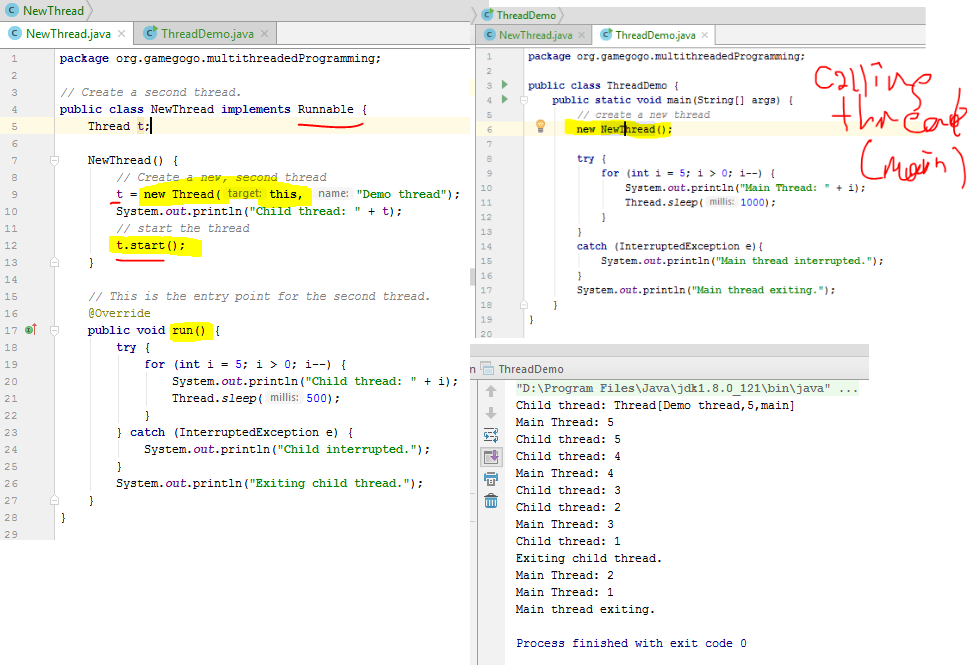 NewThread
NewThread.java
ThreadDemo.java
1
package org.gamegogo.multithreadedProgramming;
2
3
// Create a second thread.
4
public class NewThread implements Runnable {
5
Thread t;
6
7
NewThread() {
8
// Create a new, second thread
9
t = new Thread( target: this, name: "Demo thread");
10
System.out.println("Child thread: " + t);
11
// start the thread
12
t.start();
13
}
14
15
// This is the entry point for the second thread.
16
@Override
17
public void run() {
18
try {
19
for (int i = 5; i > 0; i--) {
20
System.out.println("Child thread: " + i);
21
Thread.sleep( millis: 500);
22
}
23
} catch (InterruptedException e) {
24
System.out.println("Child interrupted.");
25
}
26
System.out.println("Exiting child thread.");
27
}
28
}
29
ThreadDemo
NewThread.java
ThreadDemo.java
1
package org.gamegogo.multithreadedProgramming;
2
3
public class ThreadDemo {
4
public static void main(String[] args) {
5
// create a new thread
6
new NewThread();
7
8
try {
9
for (int i = 5; i > 0; i--) {
10
System.out.println("Main Thread: " + i);
11
Thread.sleep( millis: 1000);
12
}
13
}
14
catch (InterruptedException e){
15
System.out.println("Main thread interrupted.");
16
}
17
System.out.println("Main thread exiting.");
18
}
19
}
20
calling
thread
(main)
n
ThreadDemo
"D:\Program Files\Java\jdk1.8.0_121\bin\java" ...
Child thread: Thread[Demo thread,5,main]
Main Thread: 5
Child thread: 5
Child thread: 4
Main Thread: 4
Child thread: 3
Child thread: 2
Main Thread: 3
Child thread: 1
Exiting child thread.
Main Thread: 2
Main Thread: 1
Main thread exiting.
Process finished with exit code 0